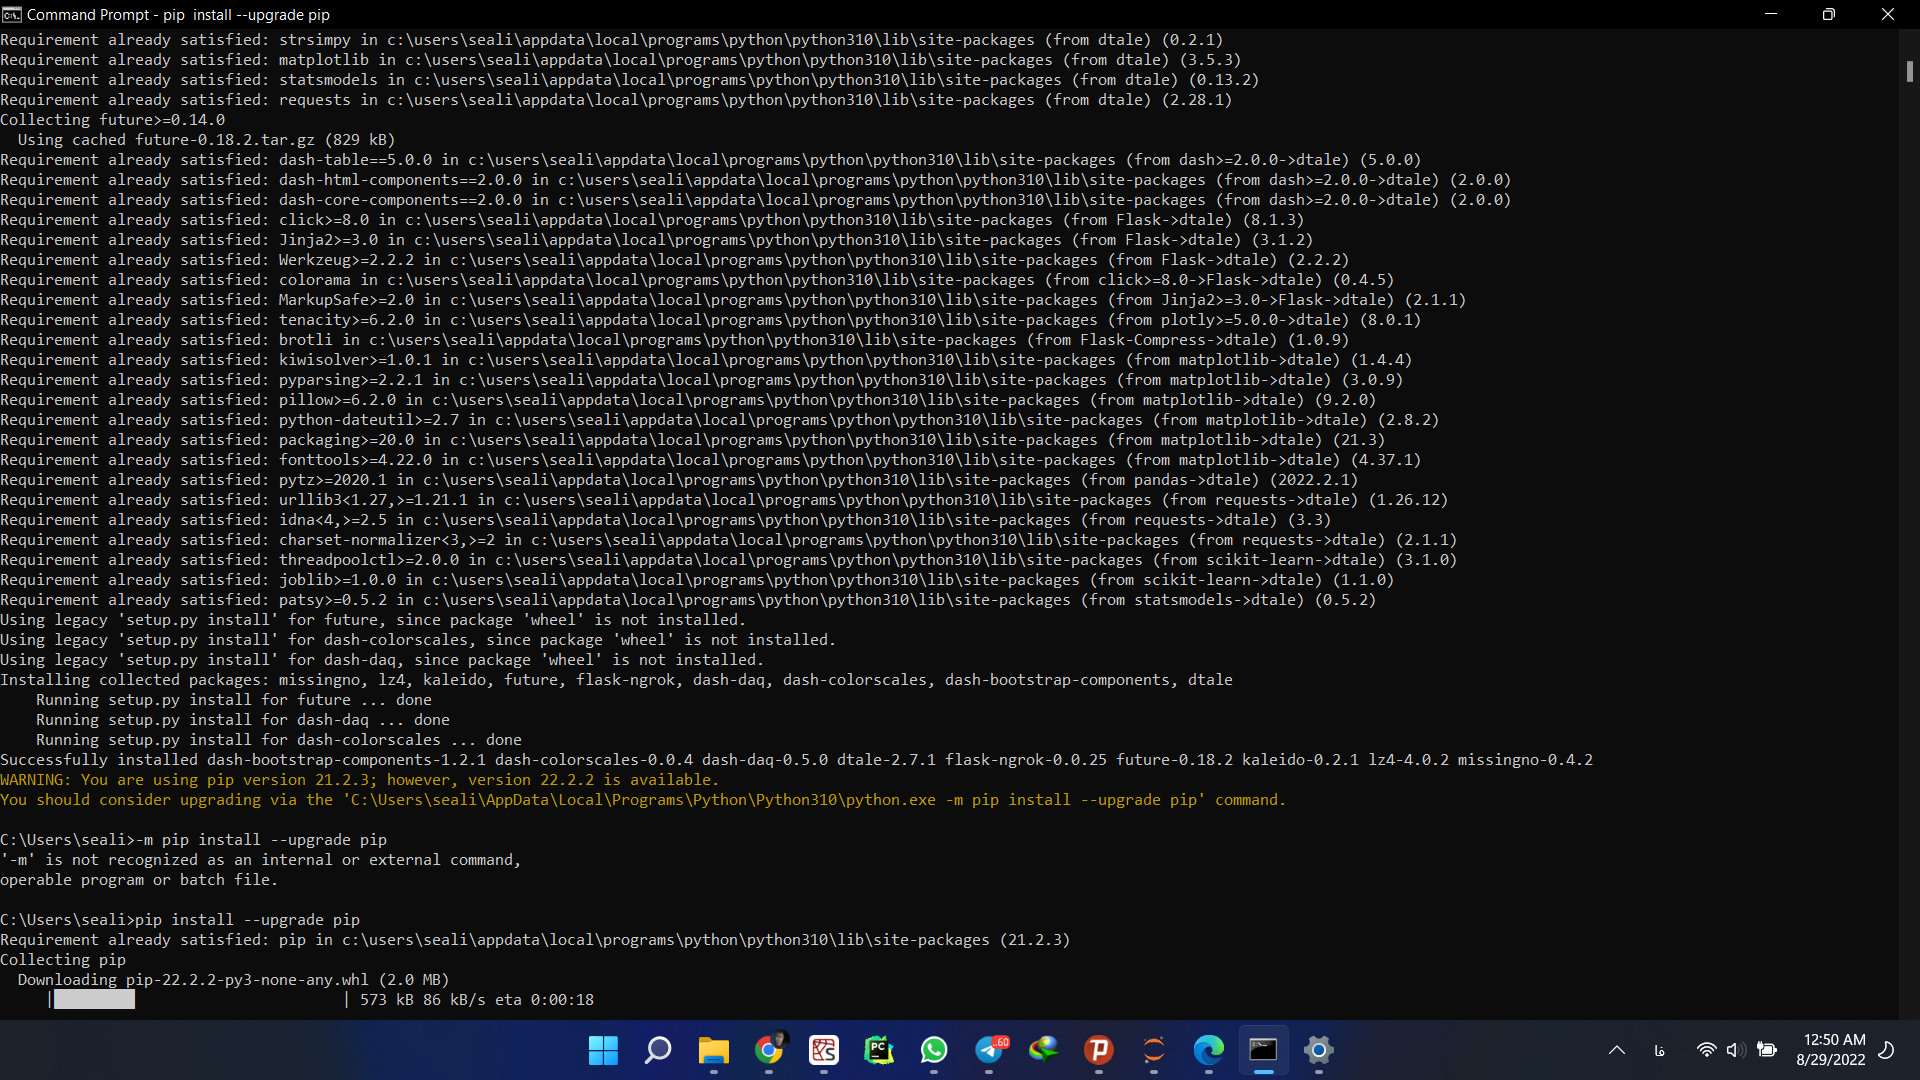 Command Prompt - pip  install --upgrade pip
Requirement already satisfied: strsimpy in c:\users\seali\appdata\local\programs\python\python310\lib\site-packages (from dtale) (0.2.1)
Requirement already satisfied: matplotlib in c:\users\seali\appdata\local\programs\python\python310\lib\site-packages (from dtale) (3.5.3)
Requirement already satisfied: statsmodels in c:\users\seali\appdata\local\programs\python\python310\lib\site-packages (from dtale) (0.13.2)
Requirement already satisfied: requests in c:\users\seali\appdata\local\programs\python\python310\lib\site-packages (from dtale) (2.28.1)
Collecting future>=0.14.0
  Using cached future-0.18.2.tar.gz (829 kB)
Requirement already satisfied: dash-table==5.0.0 in c:\users\seali\appdata\local\programs\python\python310\lib\site-packages (from dash>=2.0.0->dtale) (5.0.0)
Requirement already satisfied: dash-html-components==2.0.0 in c:\users\seali\appdata\local\programs\python\python310\lib\site-packages (from dash>=2.0.0->dtale) (2.0.0)
Requirement already satisfied: dash-core-components==2.0.0 in c:\users\seali\appdata\local\programs\python\python310\lib\site-packages (from dash>=2.0.0->dtale) (2.0.0)
Requirement already satisfied: click>=8.0 in c:\users\seali\appdata\local\programs\python\python310\lib\site-packages (from Flask->dtale) (8.1.3)
Requirement already satisfied: Jinja2>=3.0 in c:\users\seali\appdata\local\programs\python\python310\lib\site-packages (from Flask->dtale) (3.1.2)
Requirement already satisfied: Werkzeug>=2.2.2 in c:\users\seali\appdata\local\programs\python\python310\lib\site-packages (from Flask->dtale) (2.2.2)
Requirement already satisfied: colorama in c:\users\seali\appdata\local\programs\python\python310\lib\site-packages (from click>=8.0->Flask->dtale) (0.4.5)
Requirement already satisfied: MarkupSafe>=2.0 in c:\users\seali\appdata\local\programs\python\python310\lib\site-packages (from Jinja2>=3.0->Flask->dtale) (2.1.1)
Requirement already satisfied: tenacity>=6.2.0 in c:\users\seali\appdata\local\programs\python\python310\lib\site-packages (from plotly>=5.0.0->dtale) (8.0.1)
Requirement already satisfied: brotli in c:\users\seali\appdata\local\programs\python\python310\lib\site-packages (from Flask-Compress->dtale) (1.0.9)
Requirement already satisfied: kiwisolver>=1.0.1 in c:\users\seali\appdata\local\programs\python\python310\lib\site-packages (from matplotlib->dtale) (1.4.4)
Requirement already satisfied: pyparsing>=2.2.1 in c:\users\seali\appdata\local\programs\python\python310\lib\site-packages (from matplotlib->dtale) (3.0.9)
Requirement already satisfied: pillow>=6.2.0 in c:\users\seali\appdata\local\programs\python\python310\lib\site-packages (from matplotlib->dtale) (9.2.0)
Requirement already satisfied: python-dateutil>=2.7 in c:\users\seali\appdata\local\programs\python\python310\lib\site-packages (from matplotlib->dtale) (2.8.2)
Requirement already satisfied: packaging>=20.0 in c:\users\seali\appdata\local\programs\python\python310\lib\site-packages (from matplotlib->dtale) (21.3)
Requirement already satisfied: fonttools>=4.22.0 in c:\users\seali\appdata\local\programs\python\python310\lib\site-packages (from matplotlib->dtale) (4.37.1)
Requirement already satisfied: pytz>=2020.1 in c:\users\seali\appdata\local\programs\python\python310\lib\site-packages (from pandas->dtale) (2022.2.1)
Requirement already satisfied: urllib3<1.27,>=1.21.1 in c:\users\seali\appdata\local\programs\python\python310\lib\site-packages (from requests->dtale) (1.26.12)
Requirement already satisfied: idna<4,>=2.5 in c:\users\seali\appdata\local\programs\python\python310\lib\site-packages (from requests->dtale) (3.3)
Requirement already satisfied: charset-normalizer<3,>=2 in c:\users\seali\appdata\local\programs\python\python310\lib\site-packages (from requests->dtale) (2.1.1)
Requirement already satisfied: threadpoolctl>=2.0.0 in c:\users\seali\appdata\local\programs\python\python310\lib\site-packages (from scikit-learn->dtale) (3.1.0)
Requirement already satisfied: joblib>=1.0.0 in c:\users\seali\appdata\local\programs\python\python310\lib\site-packages (from scikit-learn->dtale) (1.1.0)
Requirement already satisfied: patsy>=0.5.2 in c:\users\seali\appdata\local\programs\python\python310\lib\site-packages (from statsmodels->dtale) (0.5.2)
Using legacy 'setup.py install' for future, since package 'wheel' is not installed.
Using legacy 'setup.py install' for dash-colorscales, since package 'wheel' is not installed.
Using legacy 'setup.py install' for dash-daq, since package 'wheel' is not installed.
Installing collected packages: missingno, lz4, kaleido, future, flask-ngrok, dash-daq, dash-colorscales, dash-bootstrap-components, dtale
    Running setup.py install for future ... done
    Running setup.py install for dash-daq ... done
    Running setup.py install for dash-colorscales ... done
Successfully installed dash-bootstrap-components-1.2.1 dash-colorscales-0.0.4 dash-daq-0.5.0 dtale-2.7.1 flask-ngrok-0.0.25 future-0.18.2 kaleido-0.2.1 lz4-4.0.2 missingno-0.4.2
WARNING: You are using pip version 21.2.3; however, version 22.2.2 is available.
You should consider upgrading via the 'C:\Users\seali\AppData\Local\Programs\Python\Python310\python.exe -m pip install --upgrade pip' command.
C:\Users\seali>-m pip install --upgrade pip
'-m' is not recognized as an internal or external command,
operable program or batch file.
C:\Users\seali>pip install --upgrade pip
Requirement already satisfied: pip in c:\users\seali\appdata\local\programs\python\python310\lib\site-packages (21.2.3)
Collecting pip
  Downloading pip-22.2.2-py3-none-any.whl (2.0 MB)
| | 573 kB 86 kB/s eta 0:00:18
PC
60
فا
12:50 AM
8/29/2022